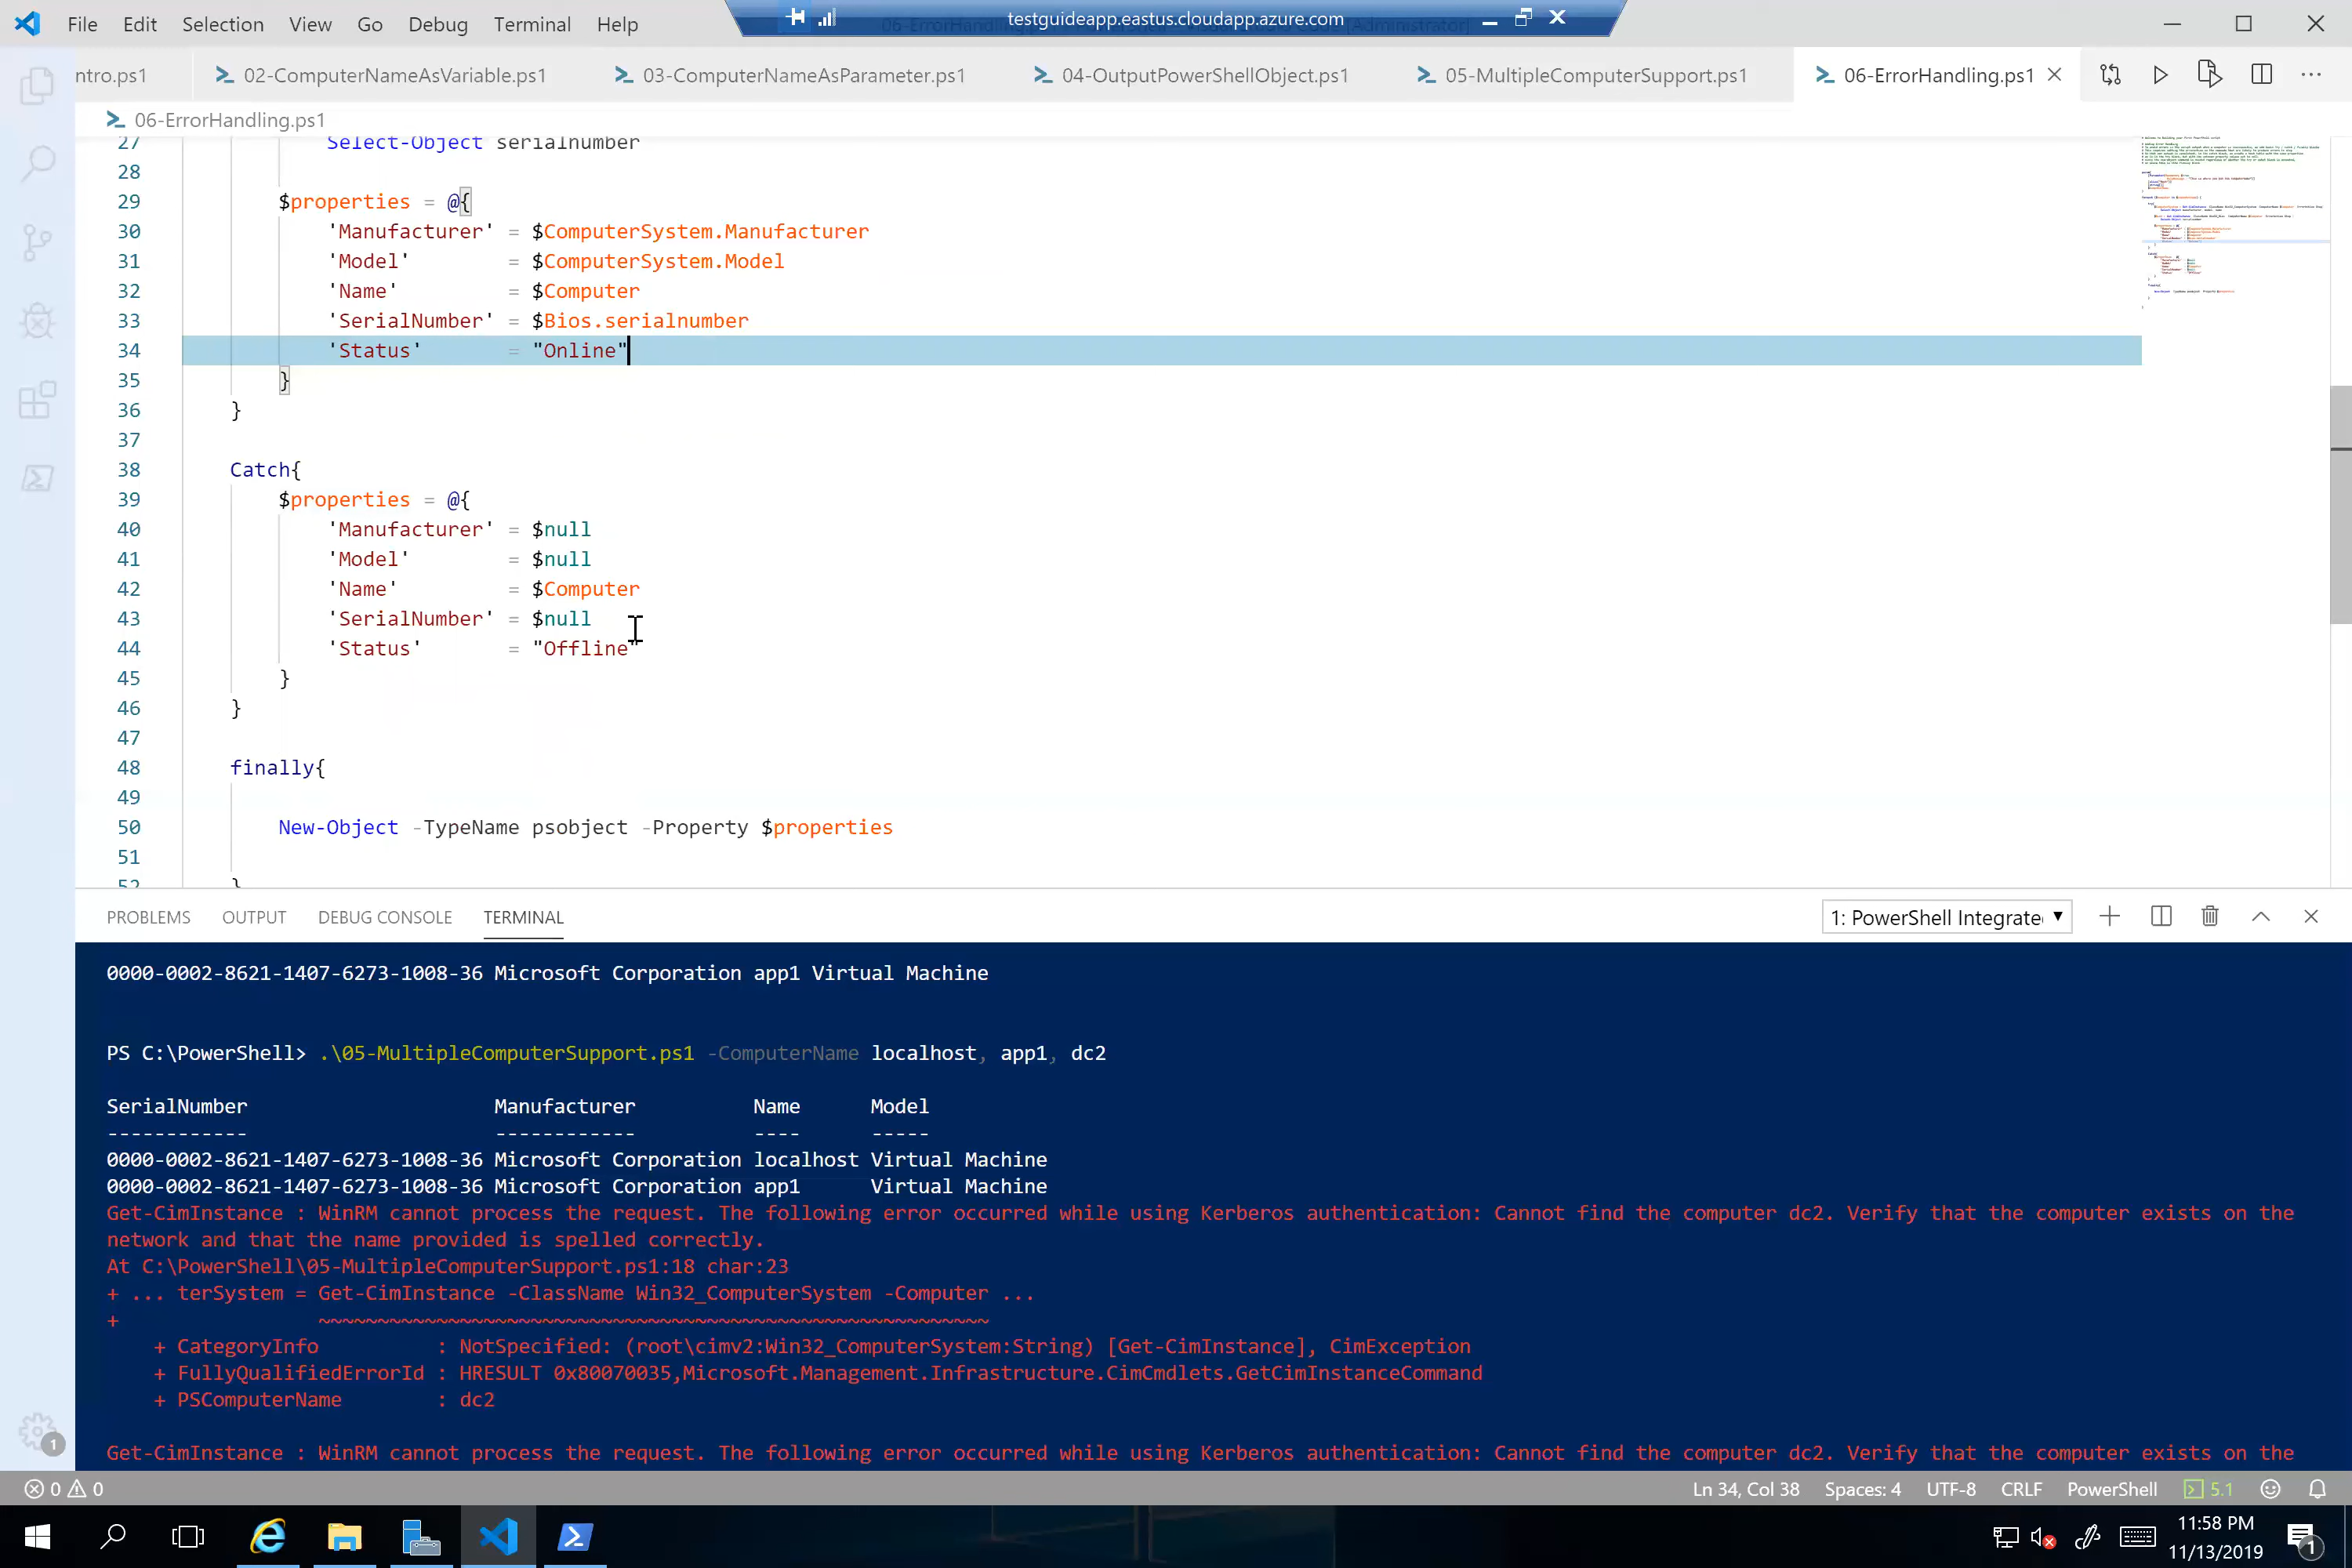 File Edit Selection View Go Debug Terminal Help
testguideapp.eastus.cloudapp.azure.com
ntro.ps1
02-ComputerNameAsVariable.ps1
03-ComputerNameAsParameter.ps1
04-OutputPowerShellObject.ps1
05-MultipleComputerSupport.ps1
06-ErrorHandling.ps1
06-ErrorHandling.ps1
27 Select-Object serialnumber
28
29 $properties = @{
30 'Manufacturer' = $ComputerSystem.Manufacturer
31 'Model' = $ComputerSystem.Model
32 'Name' = $Computer
33 'SerialNumber' = $Bios.serialnumber
34 'Status' = "Online"
35 }
36 }
37
38 Catch{
39 $properties = @{
40 'Manufacturer' = $null
41 'Model' = $null
42 'Name' = $Computer
43 'SerialNumber' = $null
44 'Status' = "Offline"
45 }
46 }
47
48 finally{
49
50 New-Object -TypeName psobject -Property $properties
51
52 }
PROBLEMS OUTPUT DEBUG CONSOLE TERMINAL
1: PowerShell Integrate
0000-0002-8621-1407-6273-1008-36 Microsoft Corporation app1 Virtual Machine
PS C:\PowerShell> .\05-MultipleComputerSupport.ps1 -ComputerName localhost, app1, dc2
SerialNumber Manufacturer Name Model
------------ ------------ ---- -----
0000-0002-8621-1407-6273-1008-36 Microsoft Corporation localhost Virtual Machine
0000-0002-8621-1407-6273-1008-36 Microsoft Corporation app1 Virtual Machine
Get-CimInstance : WinRM cannot process the request. The following error occurred while using Kerberos authentication: Cannot find the computer dc2. Verify that the computer exists on the
network and that the name provided is spelled correctly.
At C:\PowerShell\05-MultipleComputerSupport.ps1:18 char:23
+ ... terSystem = Get-CimInstance -ClassName Win32_ComputerSystem -Computer ...
+ ~~~~~~~~~~~~~~~~~~~~~~~~~~~~~~~~~~~~~~~~~~~~~~~~~~~~~~~~~
+ CategoryInfo : NotSpecified: (root\cimv2:Win32_ComputerSystem:String) [Get-CimInstance], CimException
+ FullyQualifiedErrorId : HRESULT 0x80070035,Microsoft.Management.Infrastructure.CimCmdlets.GetCimInstanceCommand
+ PSComputerName : dc2
Get-CimInstance : WinRM cannot process the request. The following error occurred while using Kerberos authentication: Cannot find the computer dc2. Verify that the computer exists on the
1
0 0
Ln 34, Col 38 Spaces: 4 UTF-8 CRLF PowerShell 5.1
11:58 PM
11/13/2019
1